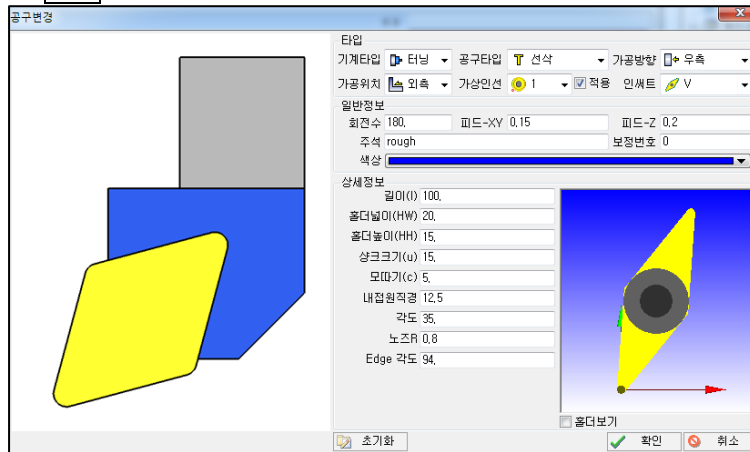 공구변경
타입
기계타입 터닝 공구타입 선삭 가공방향 우측
가공위치 외측 가상인선 1 적용 인써트 V
일반정보
회전수 180, 피드-XY 0,15 피드-Z 0,2
주석 rough 보정번호 0
색상
상세정보
길이(l) 100,
홀더넓이(HW) 20,
홀더높이(HH) 15,
샹크크기(u) 15,
모따기(c) 5,
내접원직경 12,5
각도 35,
노즈R 0,8
Edge 각도 94,
홀더보기
초기화 확인 취소